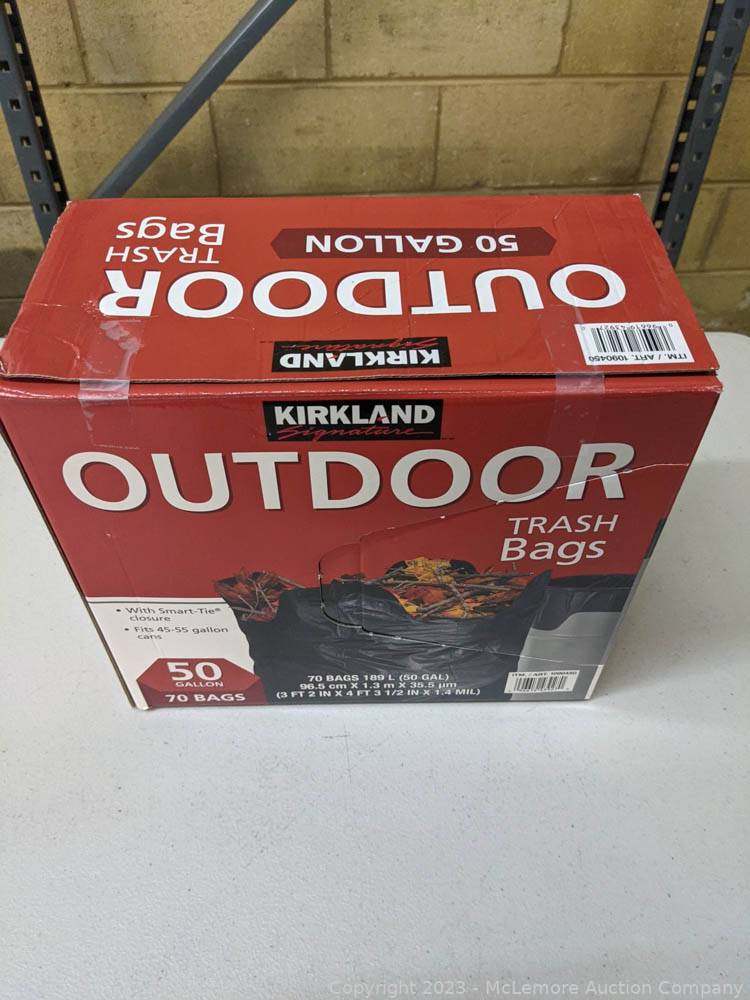 TRASH
Bags
50 GALLON
OUTDOOR
KIRKLAND
Signature
ITM. / ART. 1090450
KIRKLAND
Signature
OUTDOOR
TRASH
Bags
• With Smart-Tie®
closure
• Fits 45-55 gallon
cans
50
GALLON
70 BAGS
70 BAGS 189 L (50 GAL)
96.5 cm X 1.3 m X 35.5 µm
(3 FT 2 IN X 4 FT 3 1/2 IN X 1.4 MIL)
ITM. / ART. 1090450
Copyright 2023 - McLemore Auction Company